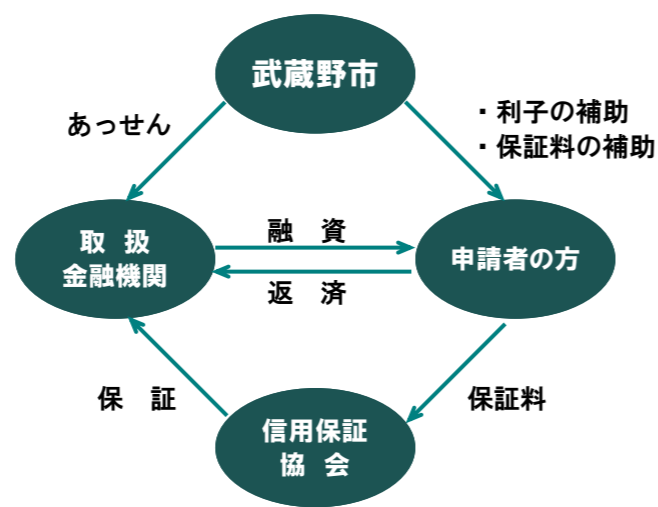 武蔵野市
あっせん
・利子の補助
・保証料の補助
取 扱
金融機関
融 資
返 済
申請者の方
保 証
保証料
信用保証
協 会